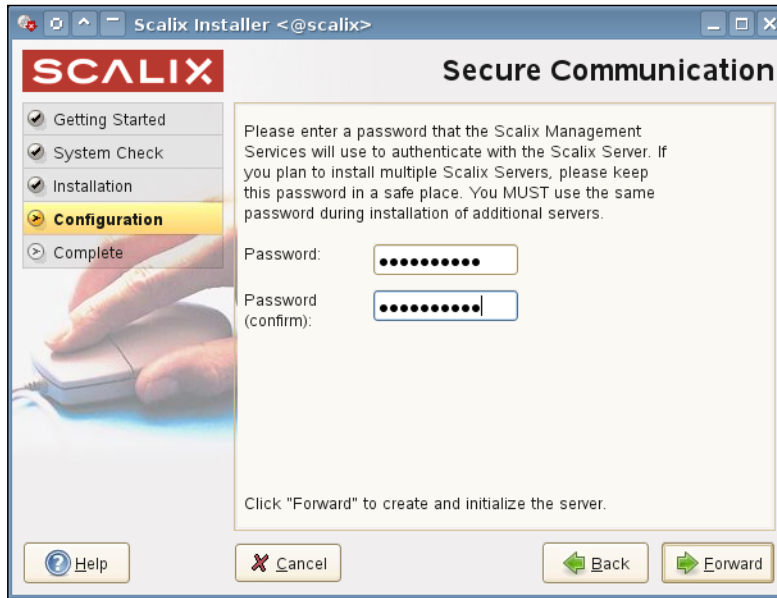 Scalix Installer <@scalix>
SCALIX
Secure Communication
Getting Started
System Check
Installation
Configuration
Complete
Please enter a password that the Scalix Management
Services will use to authenticate with the Scalix Server. If
you plan to install multiple Scalix Servers, please keep
this password in a safe place. You MUST use the same
password during installation of additional servers.
Password:
Password
(confirm):
Click "Forward" to create and initialize the server.
Help
Cancel
Back
Forward